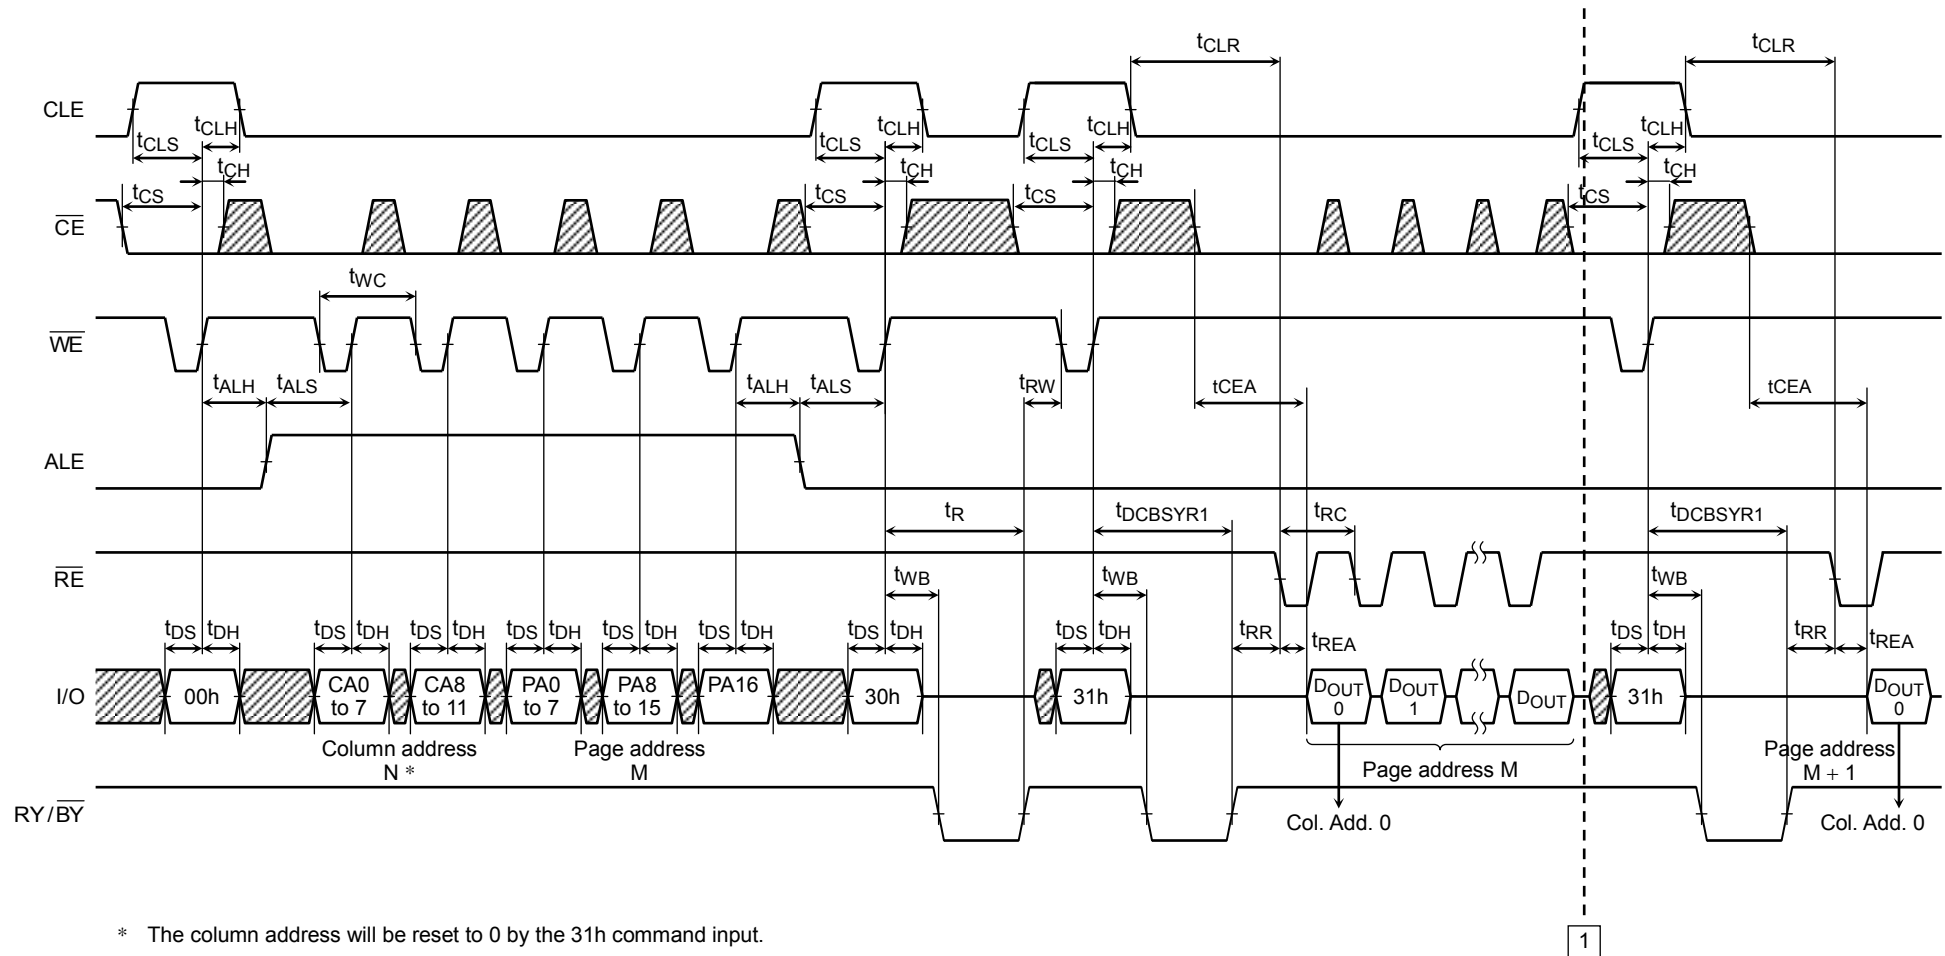 tCLR tCLR
CLE
tCLS tCLH tCLS tCLH tCLS tCLH tCLS tCLH
tCS tCH tCS tCH tCS tCH tCS tCH
CE
tWC
WE
tALH tALS tALH tALS tRW tCEA tCEA
ALE
tR tDCBSYR1 tRC tDCBSYR1
RE
tWB tWB tWB
tDS tDH tDS tDH tDS tDH tDS tDH tDS tDH tDS tDH tDS tDH tDS tDH tRR tREA tDS tDH tRR tREA
I/O 00h CA0 to 7 CA8 to 11 PA0 to 7 PA8 to 15 PA16 30h 31h DOUT 0 DOUT 1 DOUT 31h DOUT 0
Column address N * Page address M Page address M Page address M + 1
RY/BY Col. Add. 0 Col. Add. 0
* The column address will be reset to 0 by the 31h command input.
1